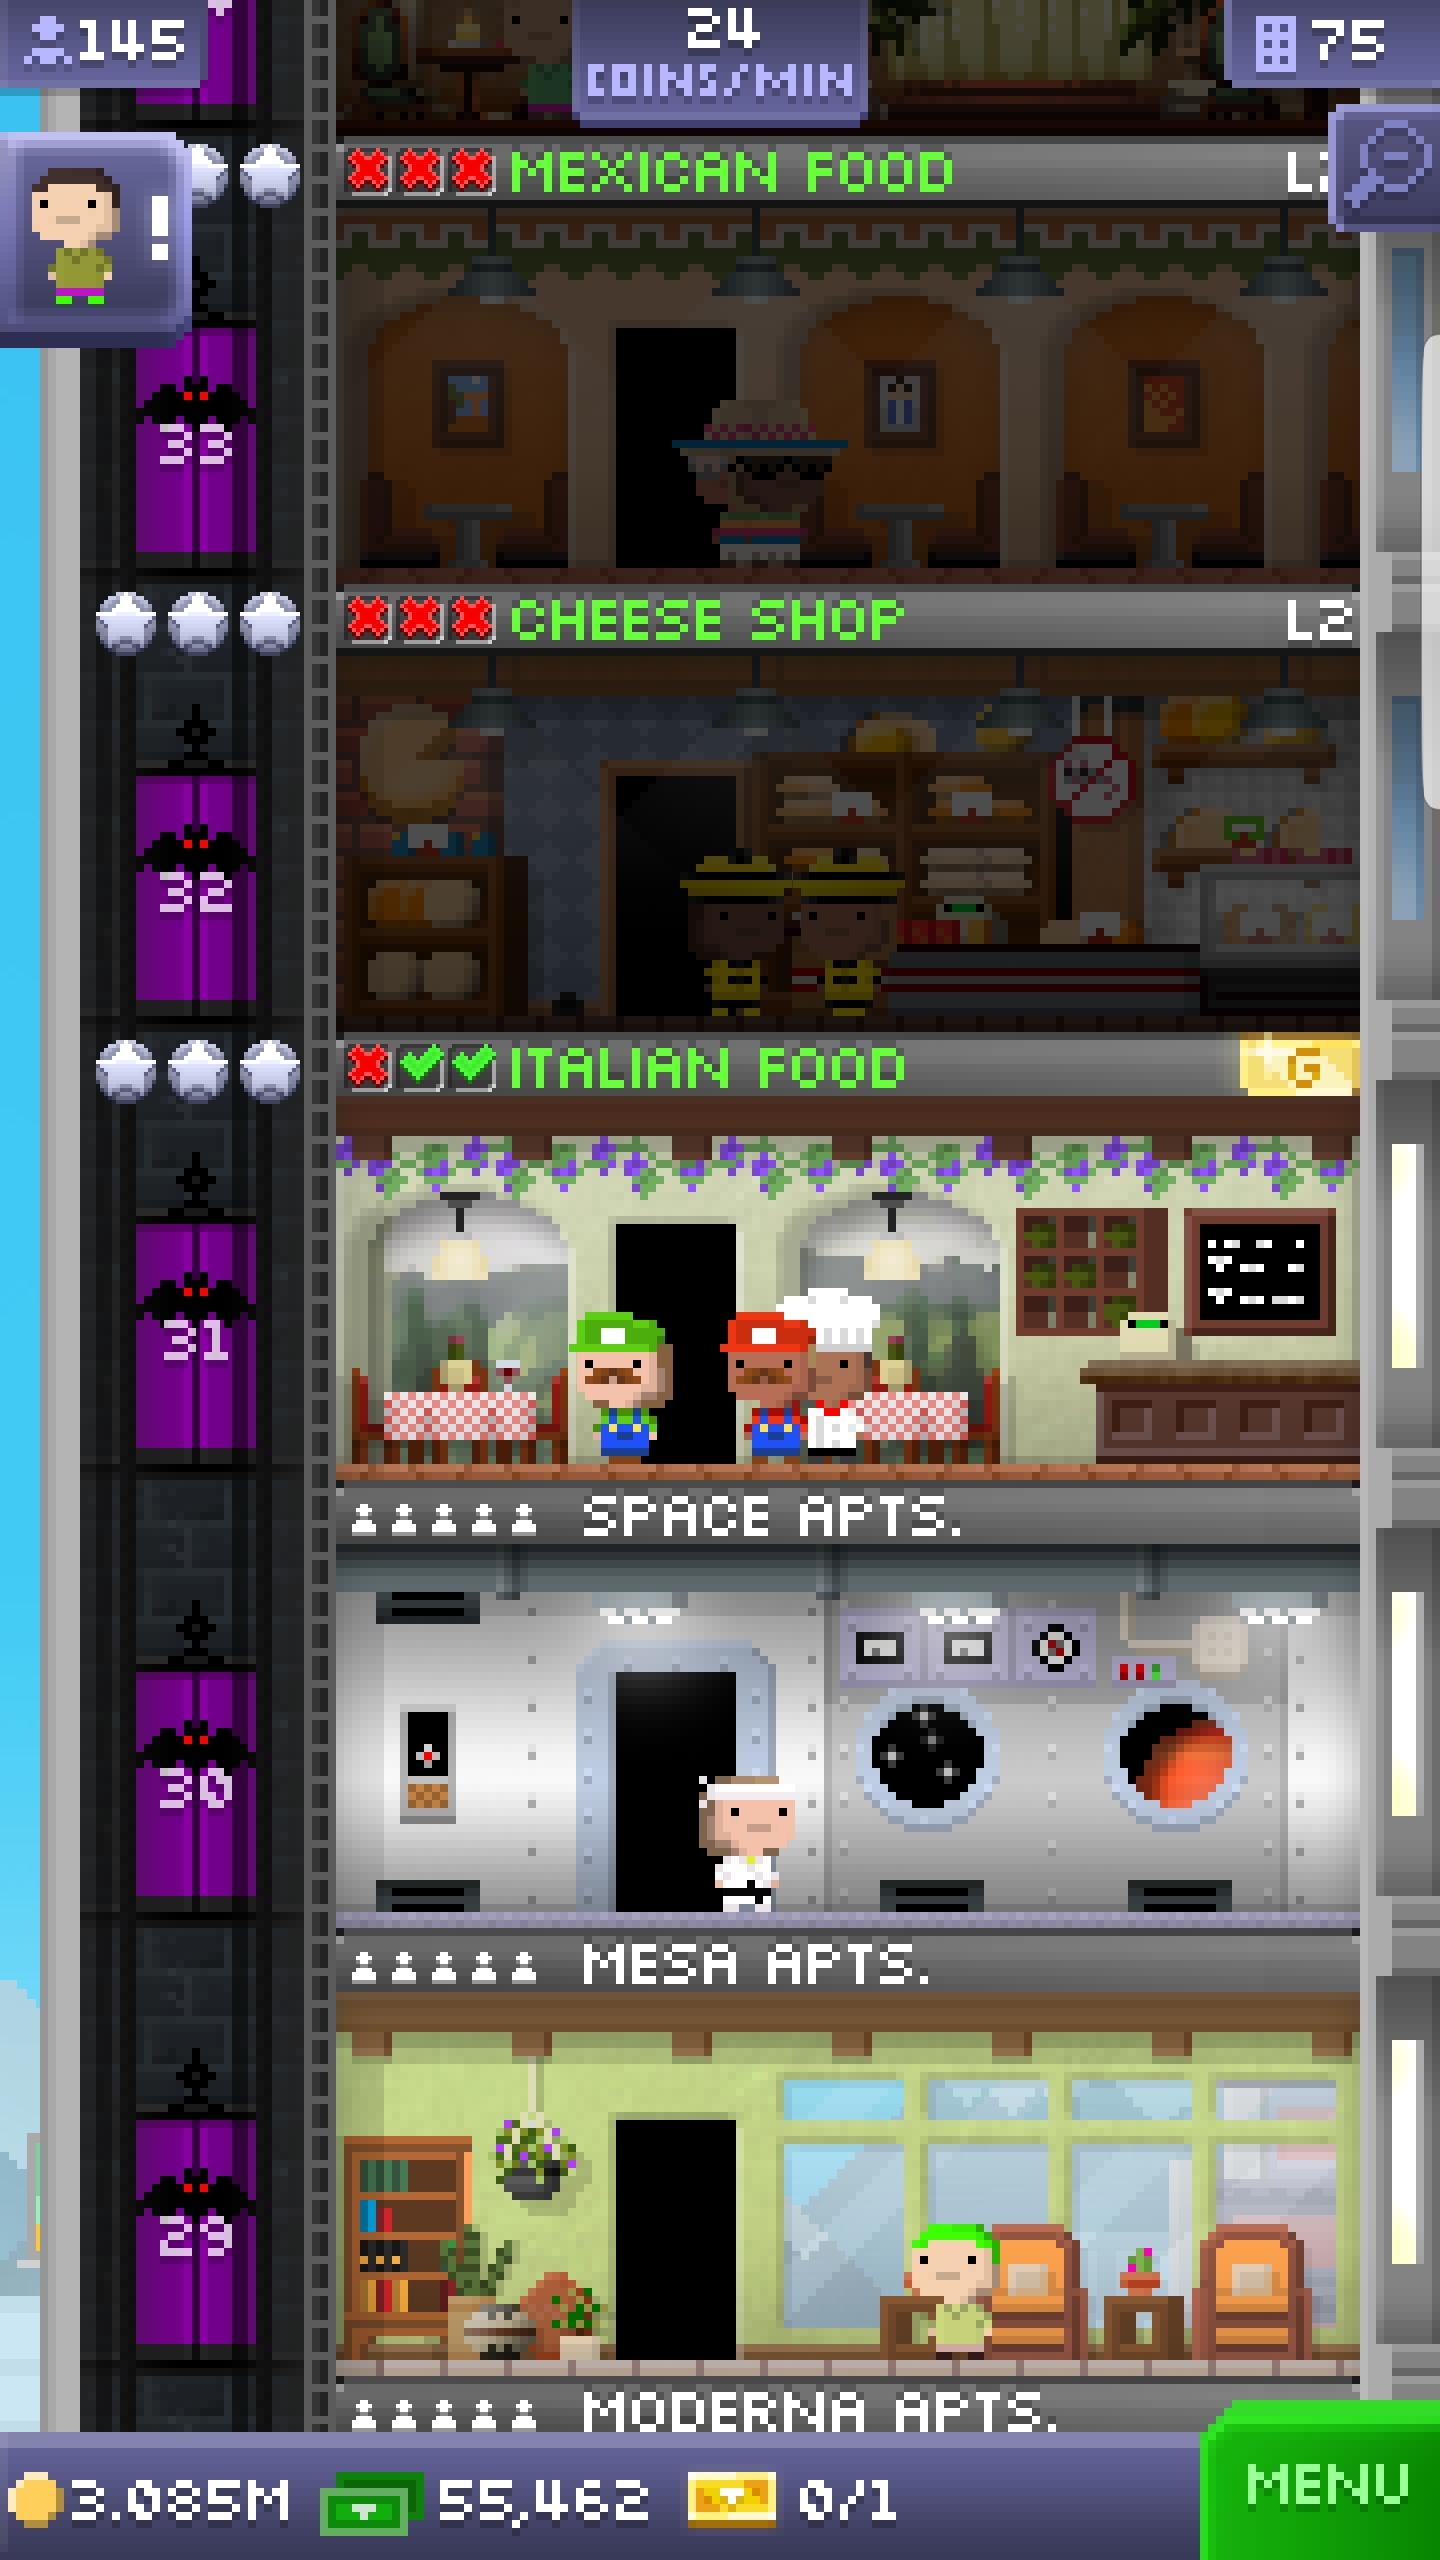 145
24
COINS/MIN
75
!
MEXICAN FOOD
33
CHEESE SHOP L2
32
ITALIAN FOOD G
31
SPACE APTS.
30
MESA APTS.
29
MODERNA APTS.
3.085M 55,462 0/1
MENU